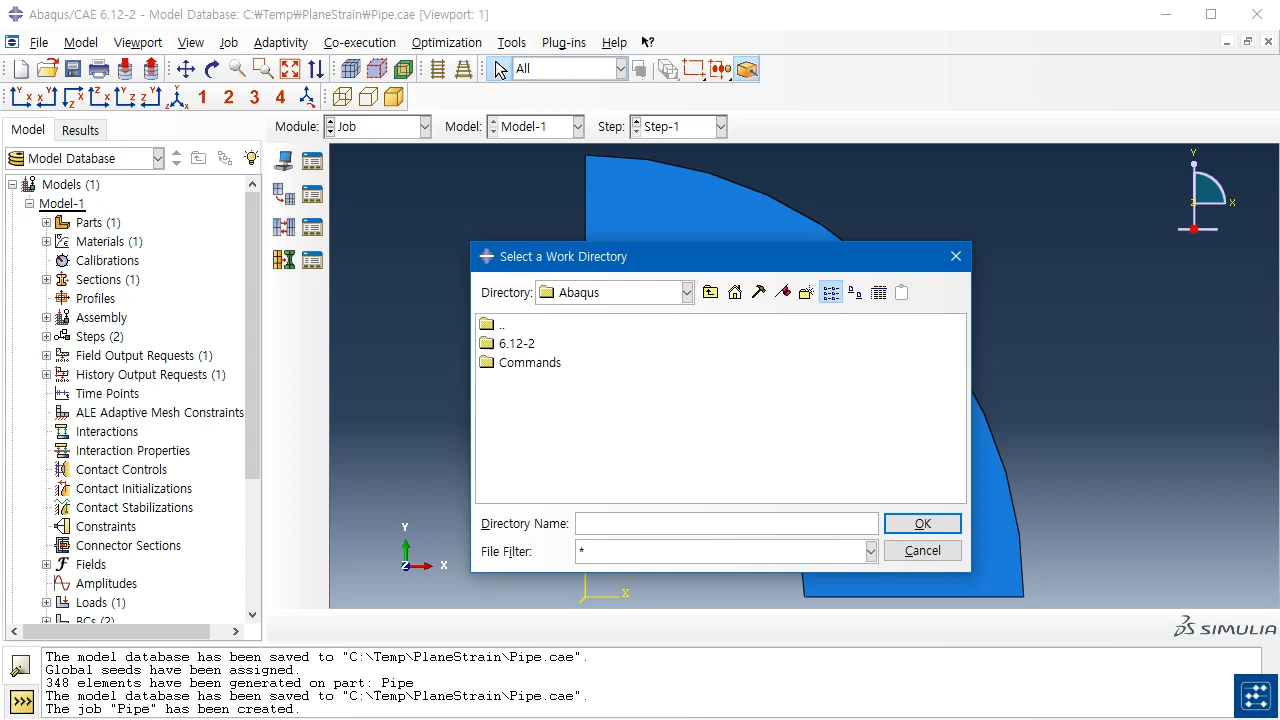 Abaqus/CAE 6.12-2 - Model Database: C:₩Temp₩PlaneStrain₩Pipe.cae [Viewport: 1]
File Model Viewport View Job Adaptivity Co-execution Optimization Tools Plug-ins Help
All
1 2 3 4
Model Results
Module: Job Model: Model-1 Step: Step-1
Model Database
Models (1)
Model-1
Parts (1)
Materials (1)
Calibrations
Sections (1)
Profiles
Assembly
Steps (2)
Field Output Requests (1)
History Output Requests (1)
Time Points
ALE Adaptive Mesh Constraints
Interactions
Interaction Properties
Contact Controls
Contact Initializations
Contact Stabilizations
Constraints
Connector Sections
Fields
Amplitudes
Loads (1)
BCs (2)
Y
Z X
Select a Work Directory
Directory: Abaqus
..
6.12-2
Commands
Directory Name: OK
File Filter: * Cancel
Y
Z X
X
SIMULIA
The model database has been saved to "C:\Temp\PlaneStrain\Pipe.cae".
Global seeds have been assigned.
348 elements have been generated on part: Pipe
The model database has been saved to "C:\Temp\PlaneStrain\Pipe.cae".
The job "Pipe" has been created.